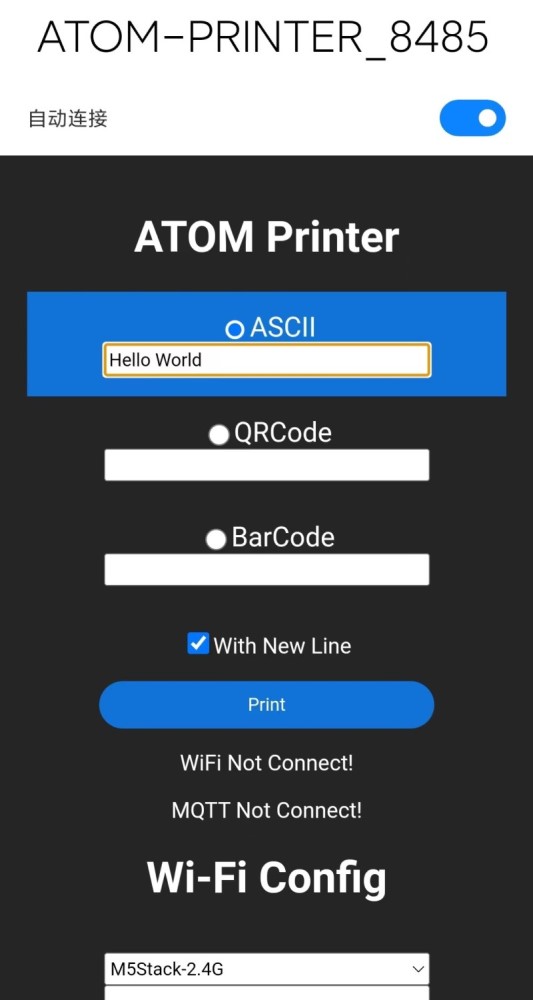 ATOM-PRINTER_8485
自动连接
ATOM Printer
ASCII
Hello World
QRCode
BarCode
With New Line
Print
WiFi Not Connect!
MQTT Not Connect!
Wi-Fi Config
M5Stack-2.4G